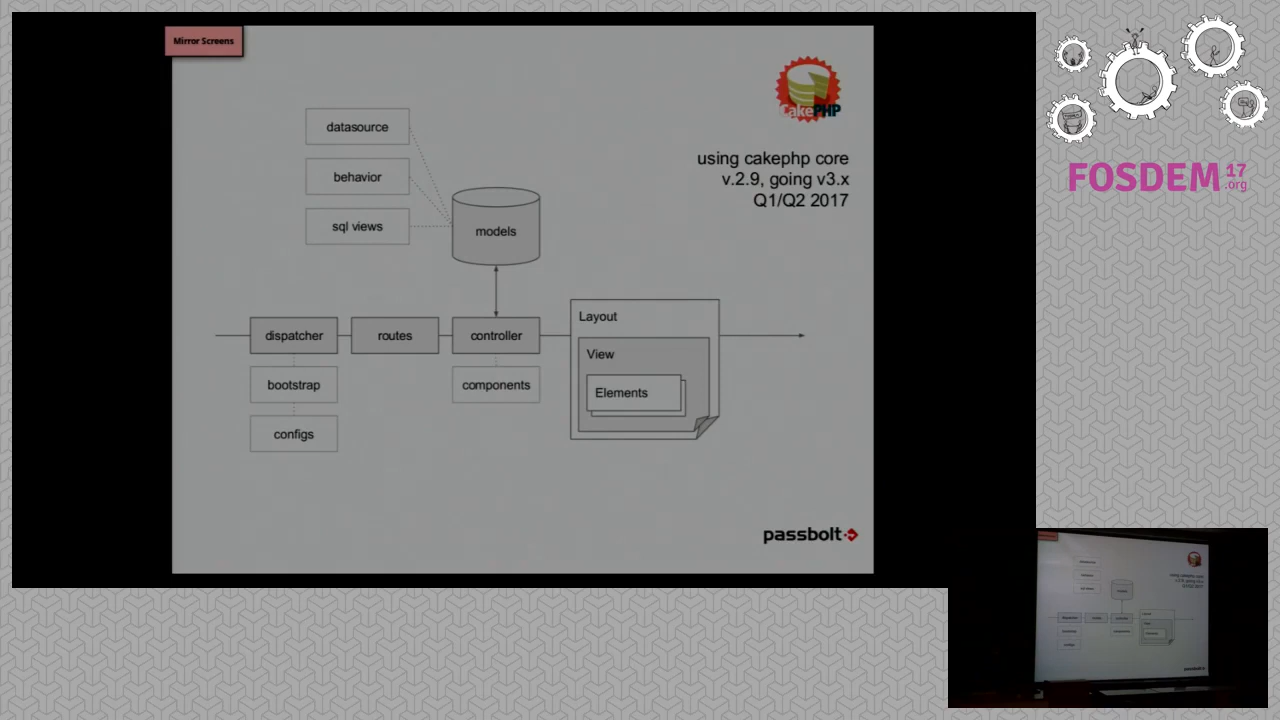 Mirror Screens
CakePHP
using cakephp core
v.2.9, going v3.x
Q1/Q2 2017
datasource
behavior
sql views
models
dispatcher
routes
controller
bootstrap
components
configs
Layout
View
Elements
passbolt
FOSDEM 17
.org